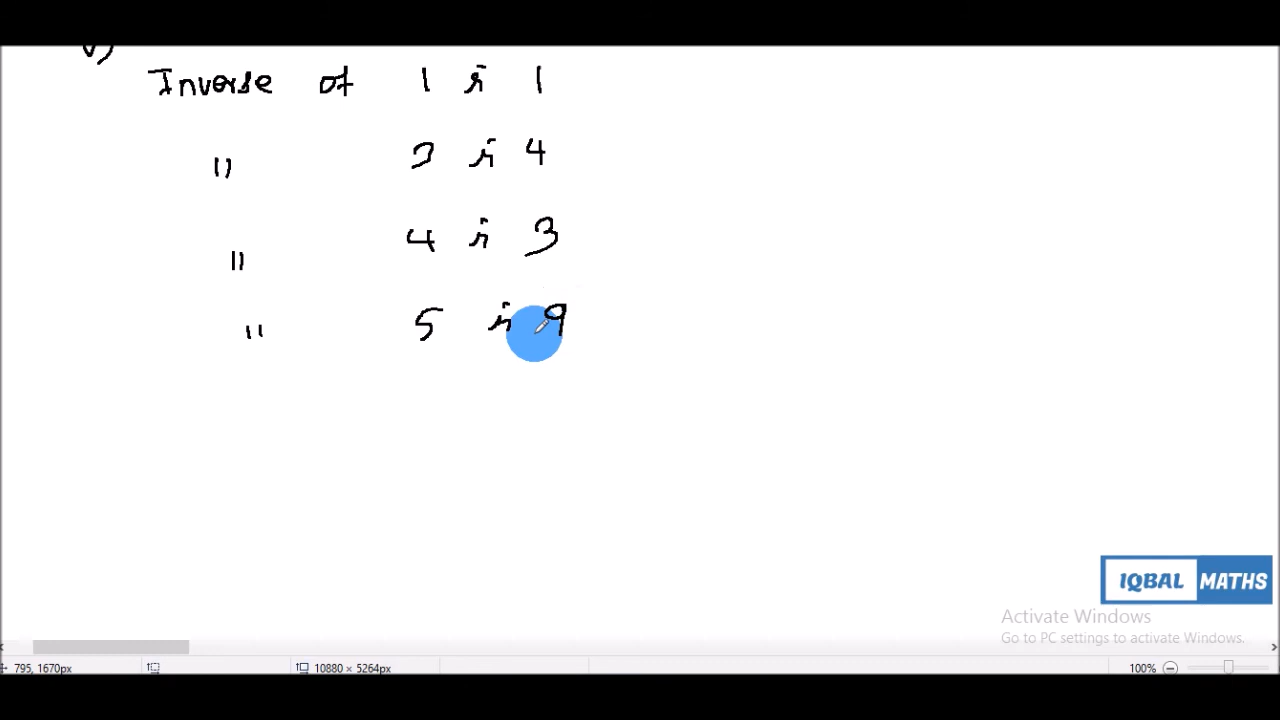 v)
Inverse of 1 is 1
" 3 is 4
" 4 is 3
" 5 is 9
IQBAL MATHS
Activate Windows
Go to PC settings to activate Windows.
795, 1670px 10880 × 5264px 100%